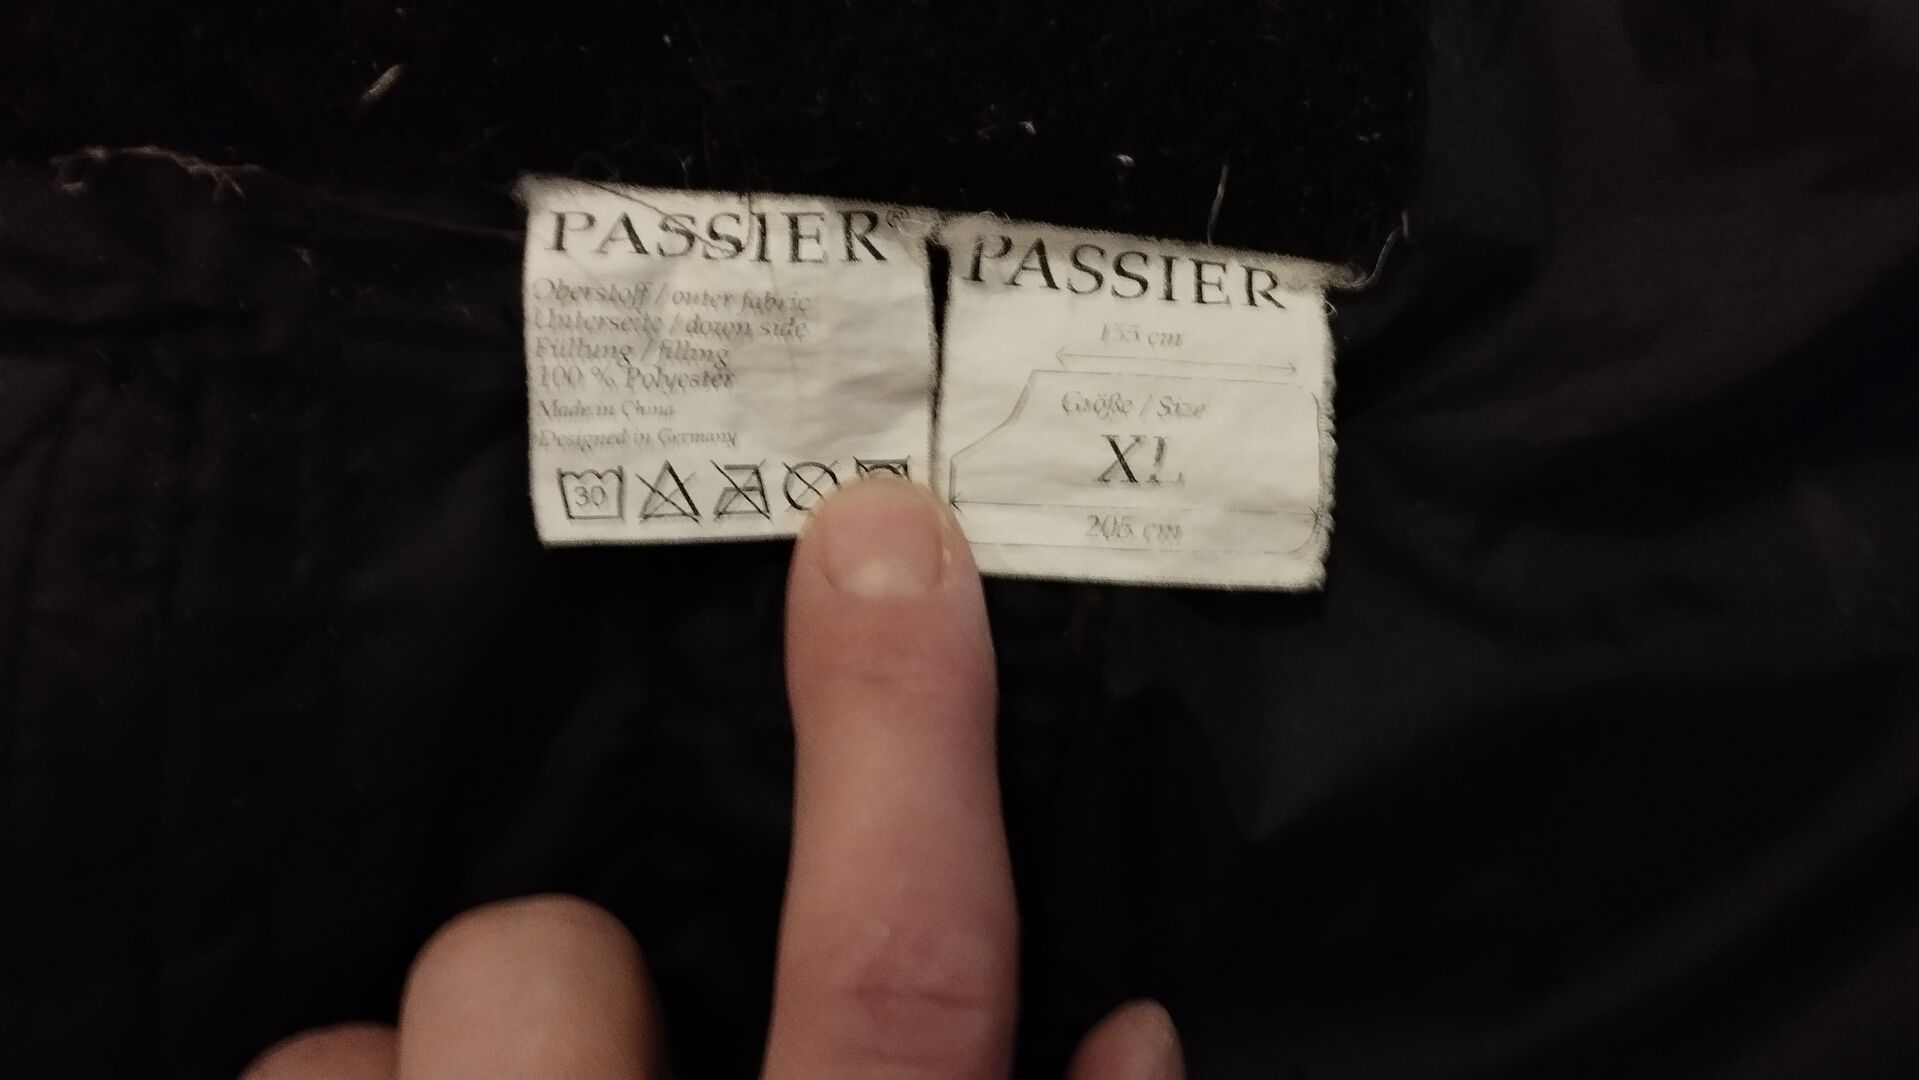 PASSIER®
Oberstoff / outer fabric
Unterseite / down side
Füllung / filling
100 % Polyester
Made in China
Designed in Germany
30
PASSIER
155 cm
Größe / Size
XL
205 cm